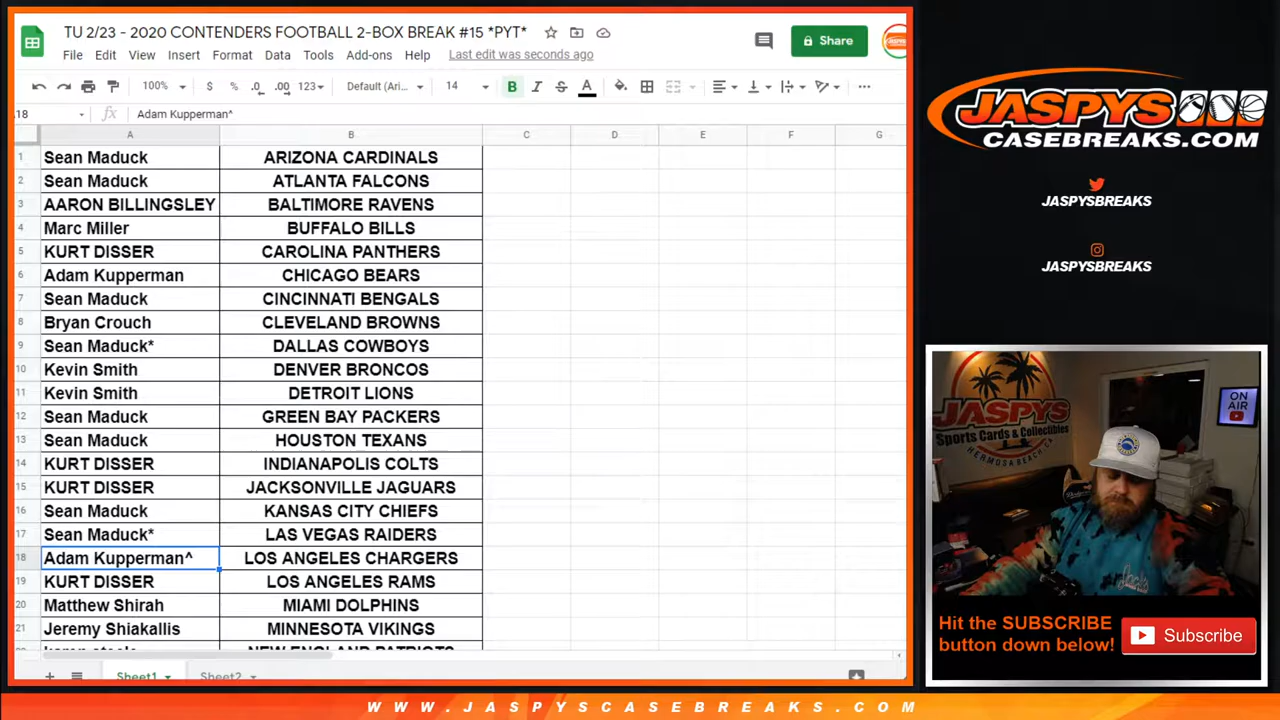 TU 2/23 - 2020 CONTENDERS FOOTBALL 2-BOX BREAK #15 *PYT*
File Edit View Insert Format Data Tools Add-ons Help Last edit was seconds ago
Share
100% $ % .0 .00 123 Default (Ari... 14 B I S A
18 fx Adam Kupperman^
A B C D E F G
1 Sean Maduck ARIZONA CARDINALS
2 Sean Maduck ATLANTA FALCONS
3 AARON BILLINGSLEY BALTIMORE RAVENS
4 Marc Miller BUFFALO BILLS
5 KURT DISSER CAROLINA PANTHERS
6 Adam Kupperman CHICAGO BEARS
7 Sean Maduck CINCINNATI BENGALS
8 Bryan Crouch CLEVELAND BROWNS
9 Sean Maduck* DALLAS COWBOYS
10 Kevin Smith DENVER BRONCOS
11 Kevin Smith DETROIT LIONS
12 Sean Maduck GREEN BAY PACKERS
13 Sean Maduck HOUSTON TEXANS
14 KURT DISSER INDIANAPOLIS COLTS
15 KURT DISSER JACKSONVILLE JAGUARS
16 Sean Maduck KANSAS CITY CHIEFS
17 Sean Maduck* LAS VEGAS RAIDERS
18 Adam Kupperman^ LOS ANGELES CHARGERS
19 KURT DISSER LOS ANGELES RAMS
20 Matthew Shirah MIAMI DOLPHINS
21 Jeremy Shiakallis MINNESOTA VIKINGS
NEW ENGLAND PATRIOTS
Sheet1 Sheet2
JASPYS
CASEBREAKS.COM
JASPYSBREAKS
JASPYSBREAKS
JASPYS
Sports Cards & Collectibles
HERMOSA BEACH, CA
ON
AIR
Hit the SUBSCRIBE
button down below!
Subscribe
WWW.JASPYSCASEBREAKS.COM